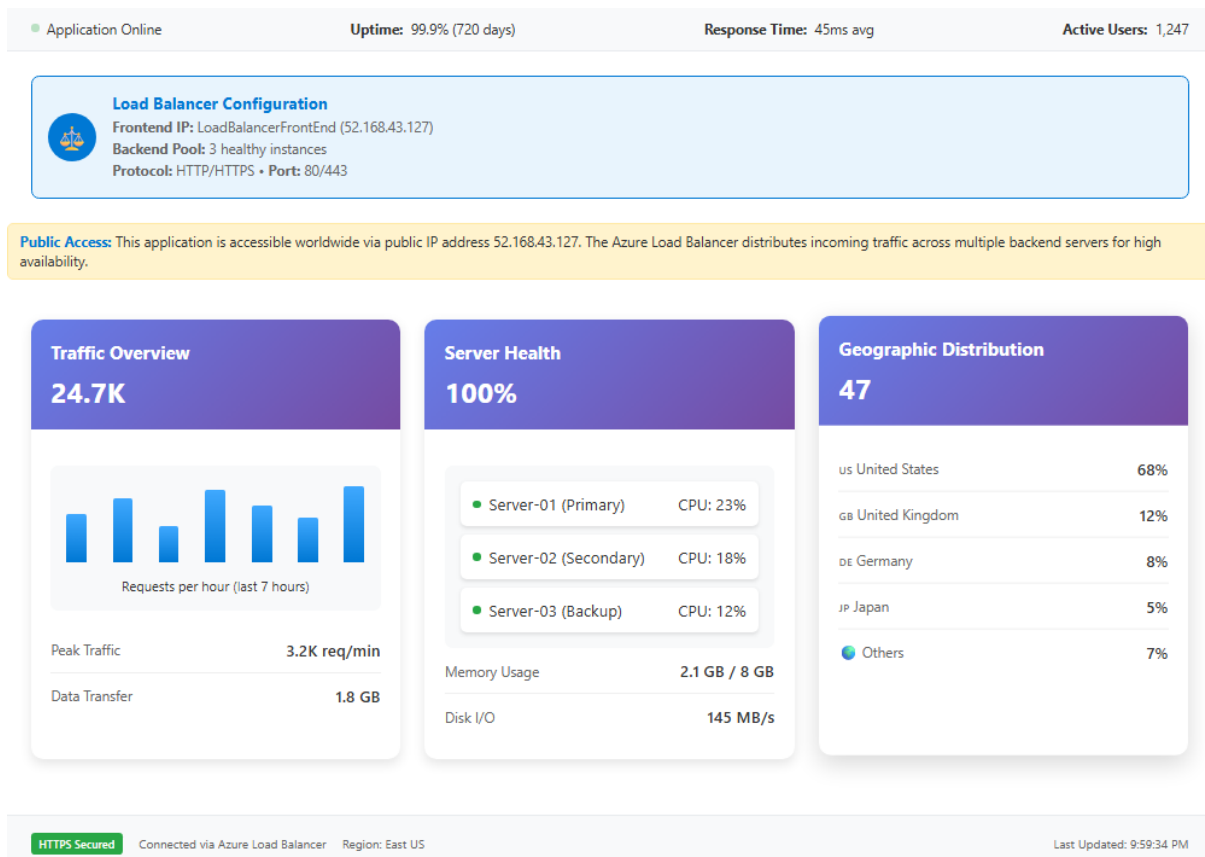 Application Online
Uptime: 99.9% (720 days)
Response Time: 45ms avg
Active Users: 1,247
Load Balancer Configuration
Frontend IP: LoadBalancerFrontEnd (52.168.43.127)
Backend Pool: 3 healthy instances
Protocol: HTTP/HTTPS • Port: 80/443
Public Access: This application is accessible worldwide via public IP address 52.168.43.127. The Azure Load Balancer distributes incoming traffic across multiple backend servers for high
availability.
Traffic Overview
24.7K
Requests per hour (last 7 hours)
Peak Traffic 3.2K req/min
Data Transfer 1.8 GB
Server Health
100%
Server-01 (Primary) CPU: 23%
Server-02 (Secondary) CPU: 18%
Server-03 (Backup) CPU: 12%
Memory Usage 2.1 GB / 8 GB
Disk I/O 145 MB/s
Geographic Distribution
47
US United States 68%
GB United Kingdom 12%
DE Germany 8%
JP Japan 5%
Others 7%
HTTPS Secured
Connected via Azure Load Balancer
Region: East US
Last Updated: 9:59:34 PM